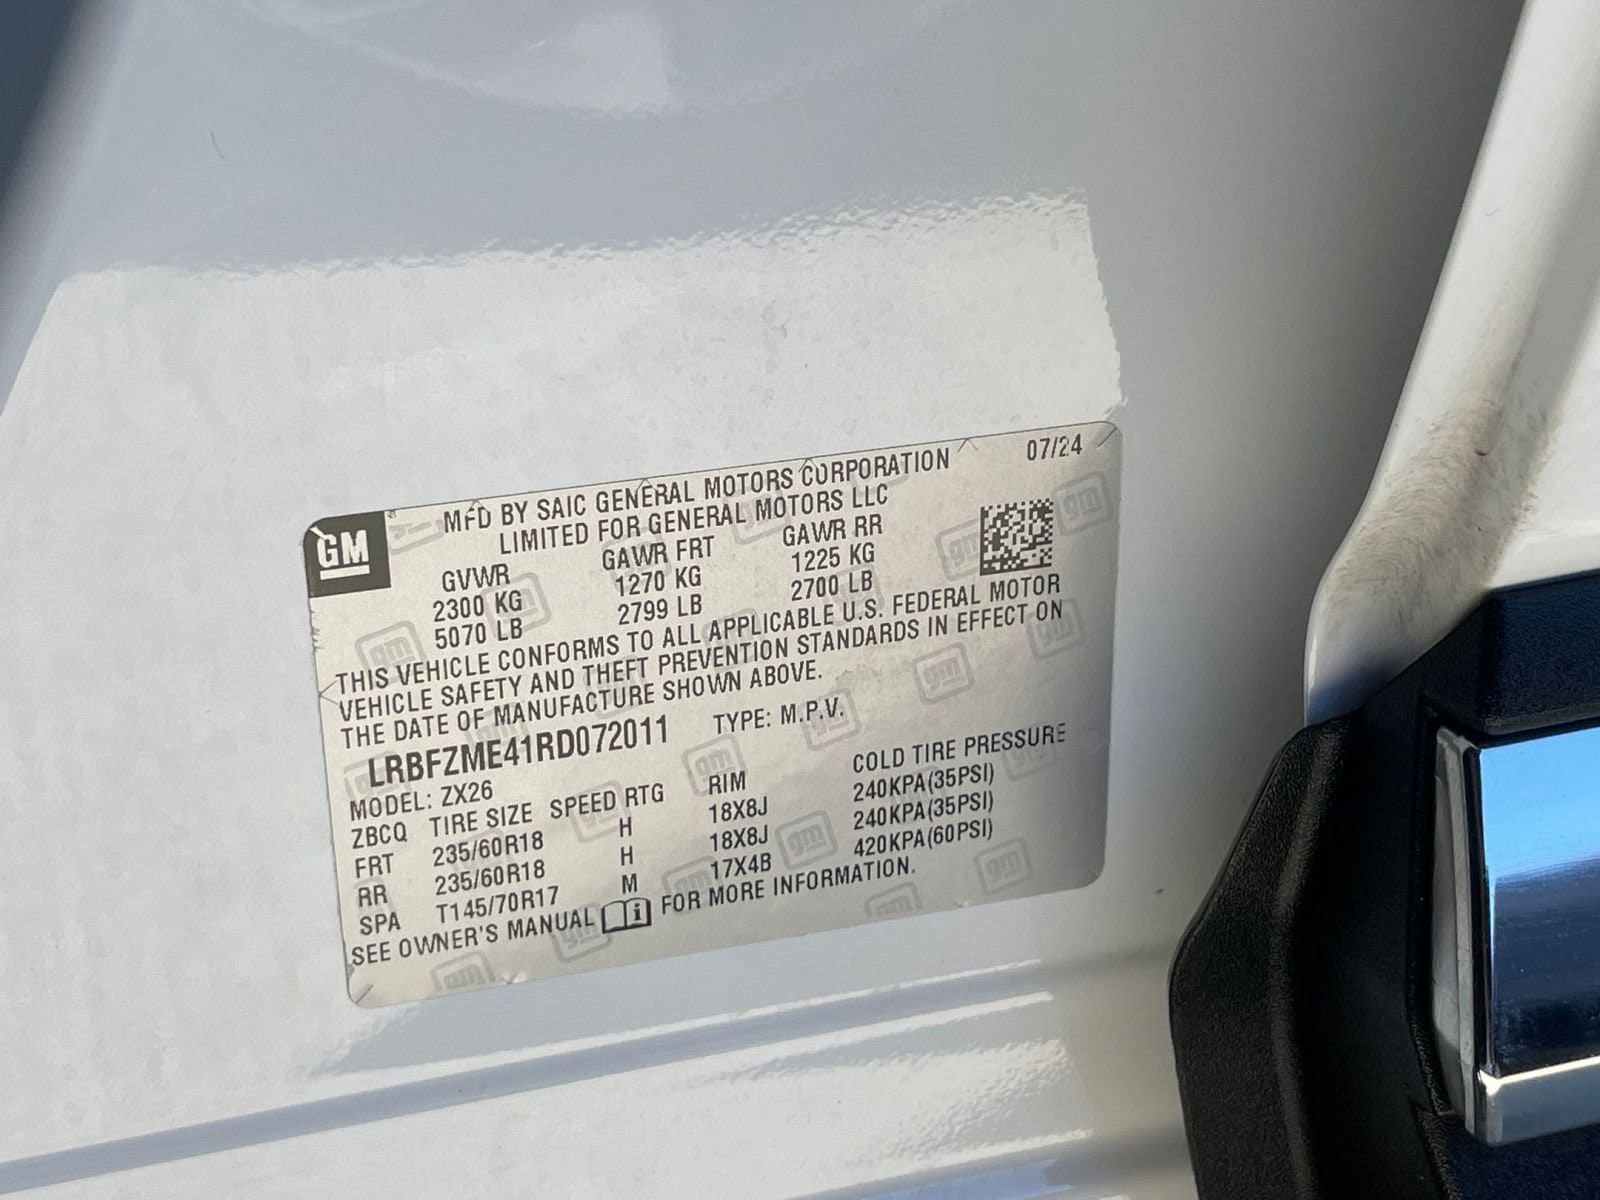 GM
MFD BY SAIC GENERAL MOTORS CORPORATION 07/24
LIMITED FOR GENERAL MOTORS LLC
GVWR GAWR FRT GAWR RR
2300 KG 1270 KG 1225 KG
5070 LB 2799 LB 2700 LB
THIS VEHICLE CONFORMS TO ALL APPLICABLE U.S. FEDERAL MOTOR
VEHICLE SAFETY AND THEFT PREVENTION STANDARDS IN EFFECT ON
THE DATE OF MANUFACTURE SHOWN ABOVE.
LRBFZME41RD072011 TYPE: M.P.V.
MODEL: ZX26
ZBCQ TIRE SIZE SPEED RTG RIM COLD TIRE PRESSURE
FRT 235/60R18 H 18X8J 240KPA(35PSI)
RR 235/60R18 H 18X8J 240KPA(35PSI)
SPA T145/70R17 M 17X4B 420KPA(60PSI)
SEE OWNER'S MANUAL FOR MORE INFORMATION.